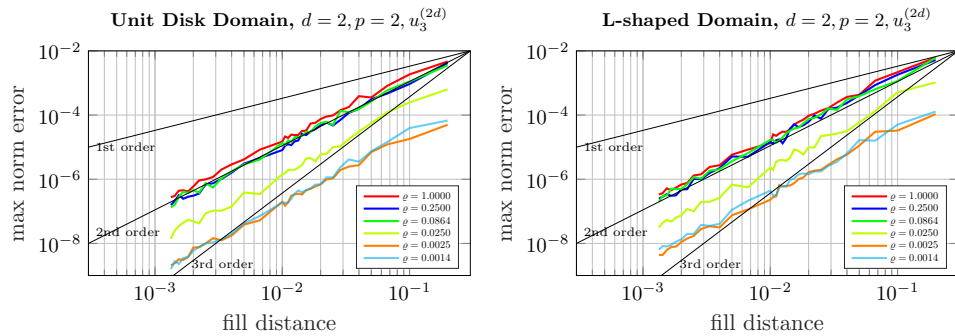 Unit Disk Domain, d = 2, p = 2, u_3^{(2d)}
max norm error
10^{-2}
10^{-4}
10^{-6}
10^{-8}
1st order
2nd order
3rd order
ϱ = 1.0000
ϱ = 0.2500
ϱ = 0.0864
ϱ = 0.0250
ϱ = 0.0025
ϱ = 0.0014
10^{-3} 10^{-2} 10^{-1}
fill distance
L-shaped Domain, d = 2, p = 2, u_3^{(2d)}
max norm error
10^{-2}
10^{-4}
10^{-6}
10^{-8}
1st order
2nd order
3rd order
ϱ = 1.0000
ϱ = 0.2500
ϱ = 0.0864
ϱ = 0.0250
ϱ = 0.0025
ϱ = 0.0014
10^{-3} 10^{-2} 10^{-1}
fill distance